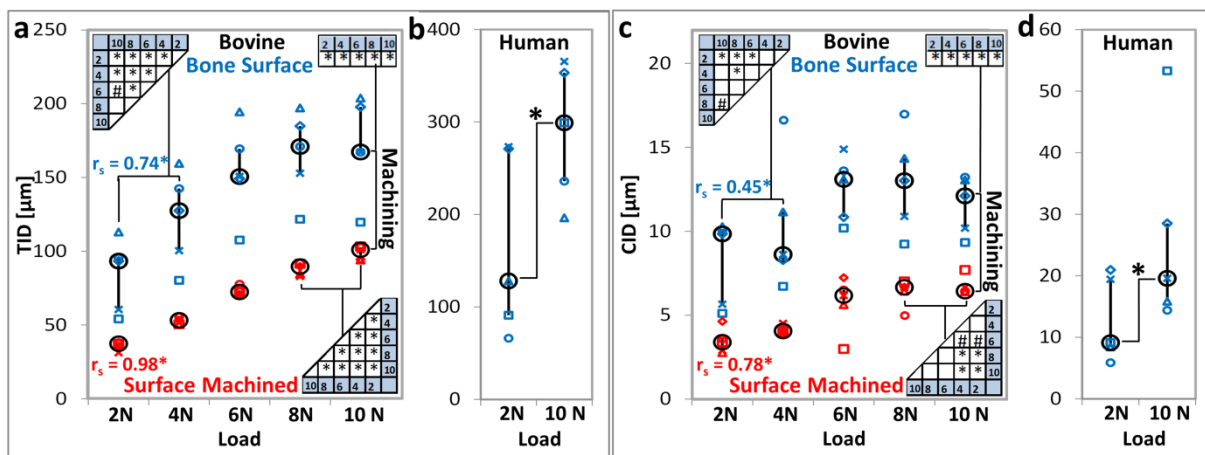 a
TID [µm]
250
200
150
100
50
0
10 8 6 4 2
2 * * * *
4 * * *
6 # *
8
10
Bovine
Bone Surface
2 4 6 8 10
* * * * *
r_s = 0.74*
Machining
2
* 4
* * 6
* * * 8
* * * * 10
10 8 6 4 2
r_s = 0.98*
Surface Machined
2N 4N 6N 8N 10 N
Load
b
400
300
200
100
0
Human
*
2N 10 N
Load
c
CID [µm]
20
15
10
5
0
10 8 6 4 2
2 * * * *
4 *
6 *
8 #
10
Bovine
Bone Surface
2 4 6 8 10
* * * * *
r_s = 0.45*
Machining
2
4
# # 6
* * 8
* * 10
10 8 6 4 2
r_s = 0.78*
Surface Machined
2N 4N 6N 8N 10N
Load
d
60
50
40
30
20
10
0
Human
*
2N 10 N
Load